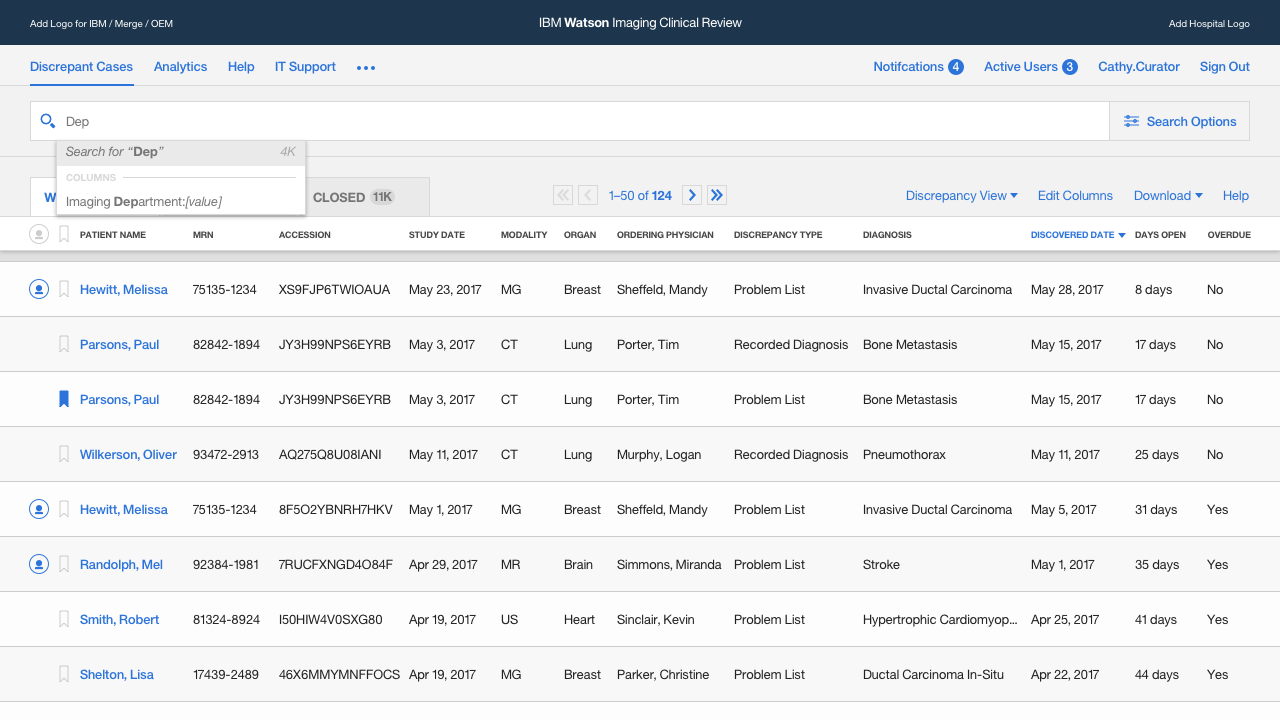 Add Logo for IBM / Merge / OEM
IBM Watson Imaging Clinical Review
Add Hospital Logo
Discrepant Cases Analytics Help IT Support
Notifcations 4 Active Users 3 Cathy.Curator Sign Out
Dep
Search Options
Search for “Dep” 4K
COLUMNS
Imaging Department:[value]
CLOSED 11K
1–50 of 124
Discrepancy View Edit Columns Download Help
PATIENT NAME MRN ACCESSION STUDY DATE MODALITY ORGAN ORDERING PHYSICIAN DISCREPANCY TYPE DIAGNOSIS DISCOVERED DATE DAYS OPEN OVERDUE
Hewitt, Melissa 75135-1234 XS9FJP6TWIOAUA May 23, 2017 MG Breast Sheffeld, Mandy Problem List Invasive Ductal Carcinoma May 28, 2017 8 days No
Parsons, Paul 82842-1894 JY3H99NPS6EYRB May 3, 2017 CT Lung Porter, Tim Recorded Diagnosis Bone Metastasis May 15, 2017 17 days No
Parsons, Paul 82842-1894 JY3H99NPS6EYRB May 3, 2017 CT Lung Porter, Tim Problem List Bone Metastasis May 15, 2017 17 days No
Wilkerson, Oliver 93472-2913 AQ275Q8U08IANI May 11, 2017 CT Lung Murphy, Logan Recorded Diagnosis Pneumothorax May 11, 2017 25 days No
Hewitt, Melissa 75135-1234 8F5O2YBNRH7HKV May 1, 2017 MG Breast Sheffeld, Mandy Problem List Invasive Ductal Carcinoma May 5, 2017 31 days Yes
Randolph, Mel 92384-1981 7RUCFXNGD4O84F Apr 29, 2017 MR Brain Simmons, Miranda Problem List Stroke May 1, 2017 35 days Yes
Smith, Robert 81324-8924 I50HIW4V0SXG80 Apr 19, 2017 US Heart Sinclair, Kevin Problem List Hypertrophic Cardiomyop... Apr 25, 2017 41 days Yes
Shelton, Lisa 17439-2489 46X6MMYMNFFOCS Apr 19, 2017 MG Breast Parker, Christine Problem List Ductal Carcinoma In-Situ Apr 22, 2017 44 days Yes